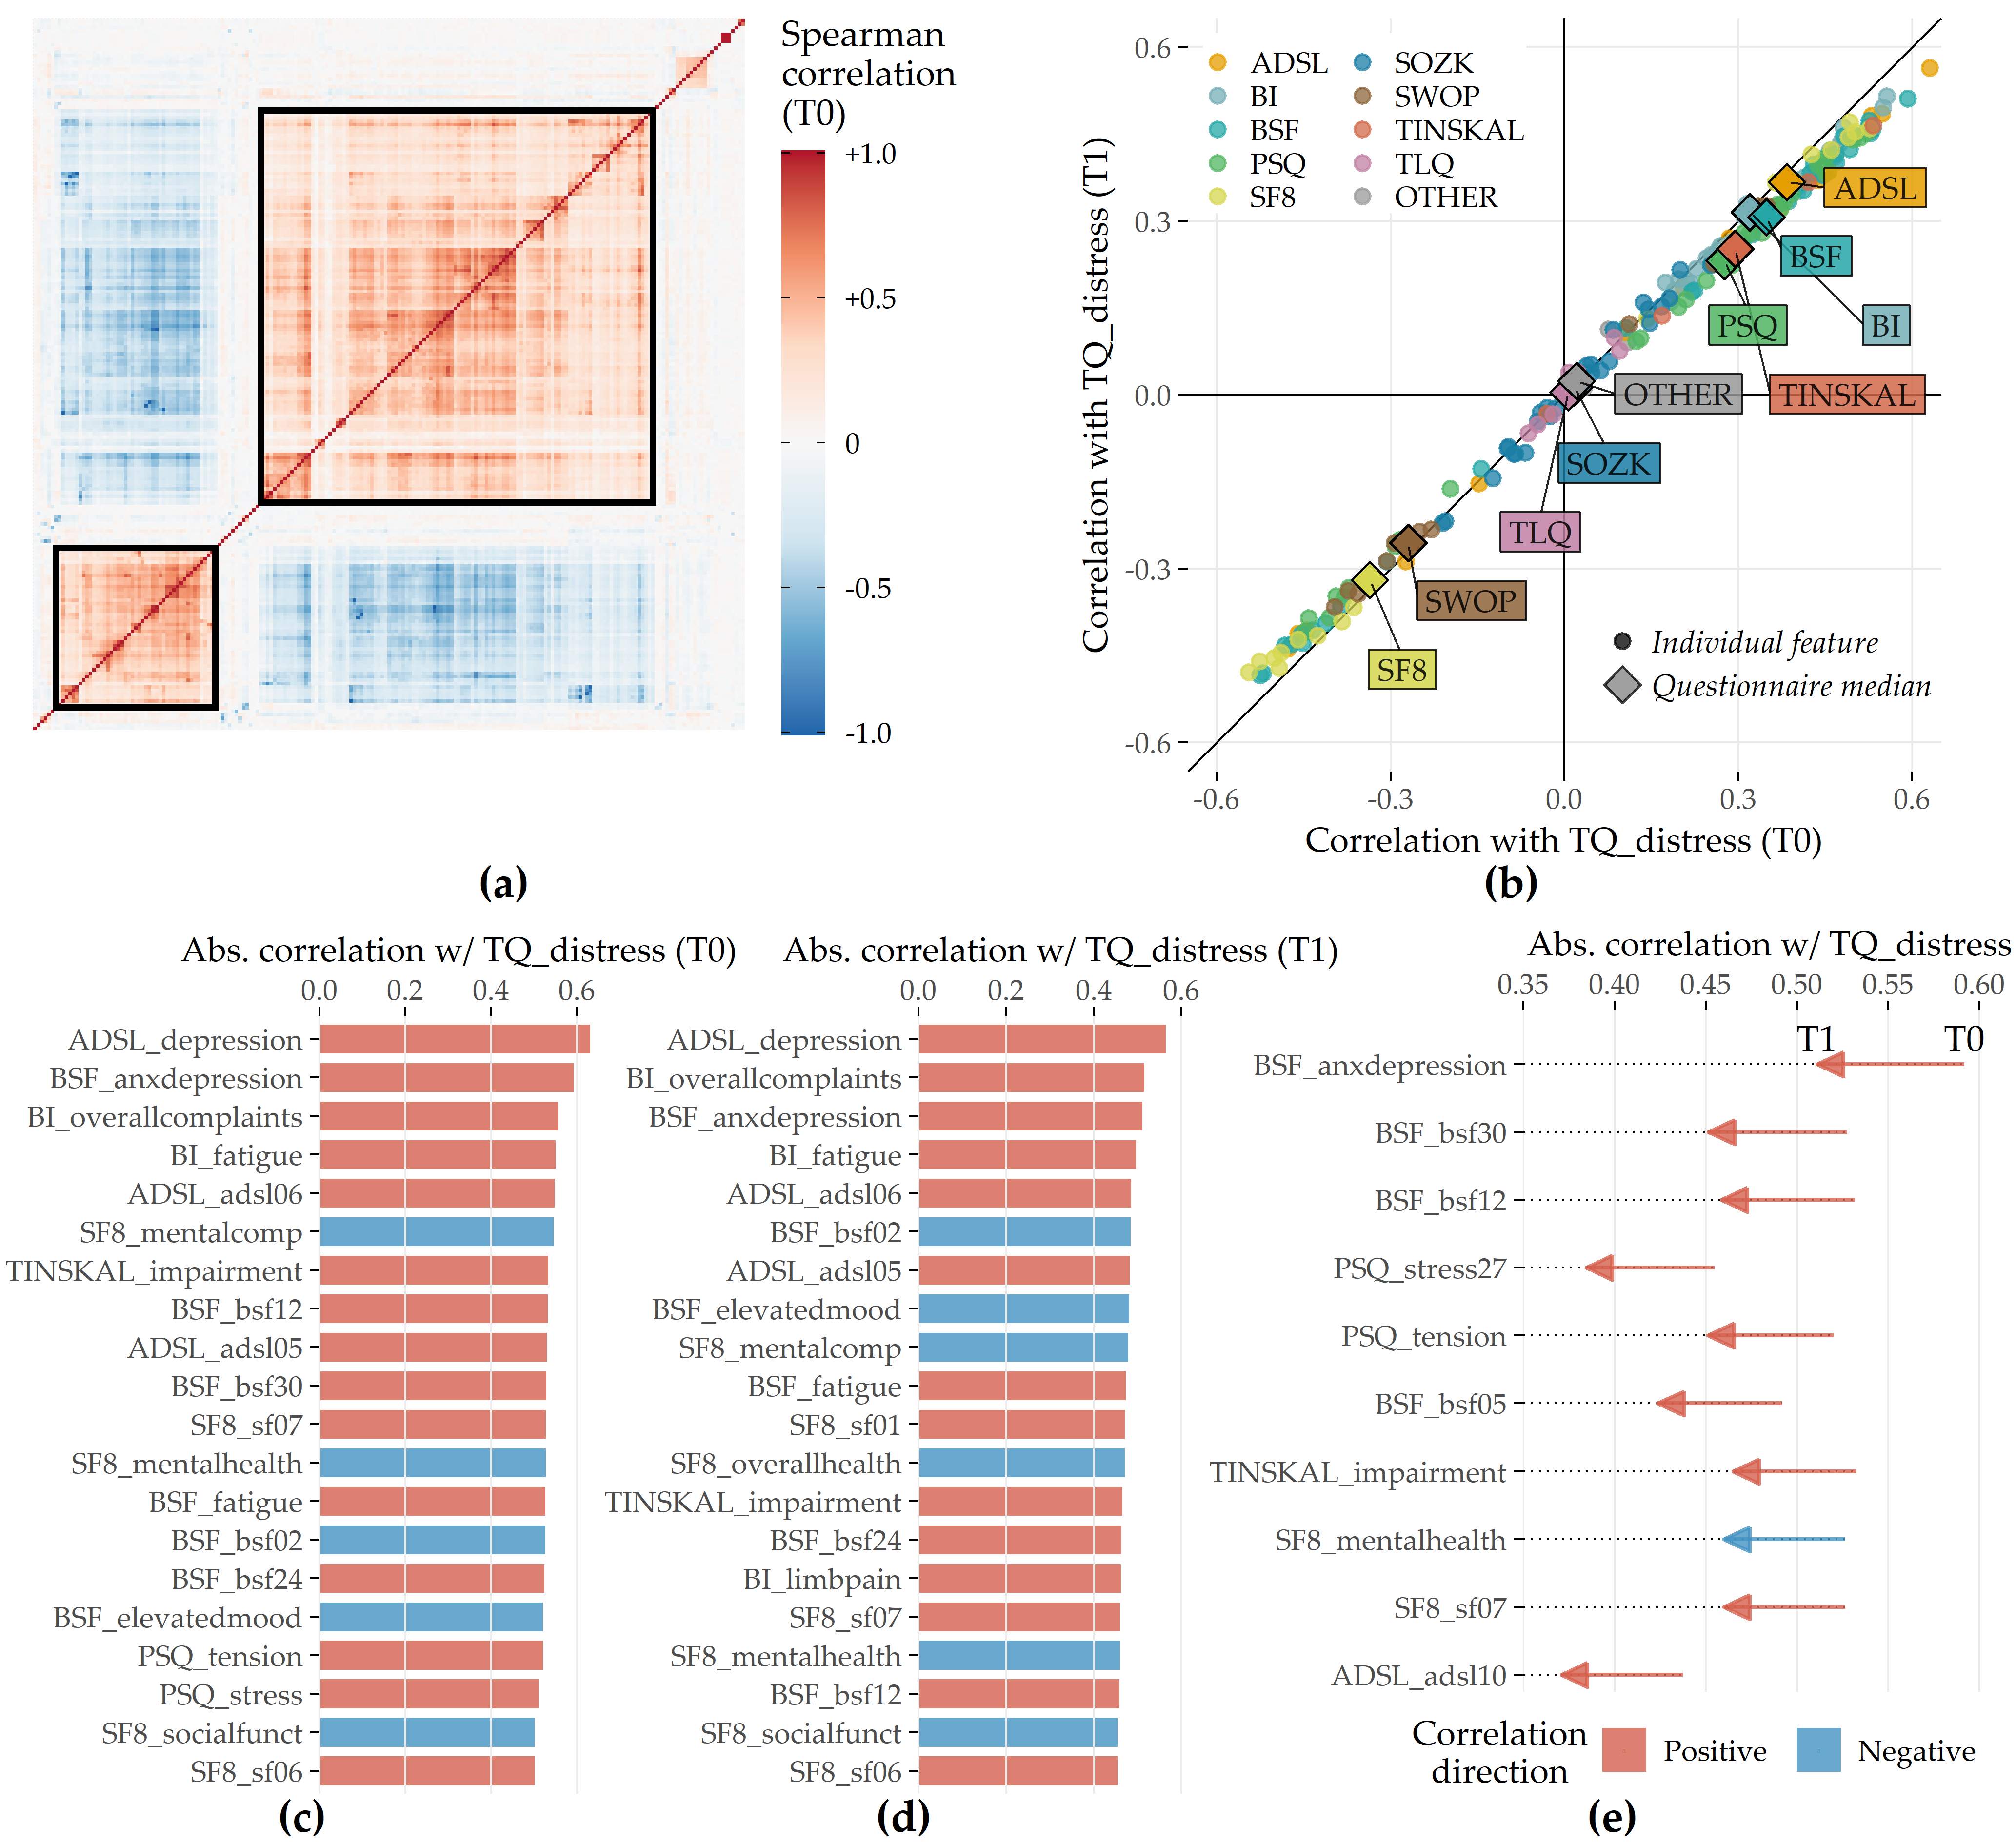 Spearman
correlation
(T0)
+1.0
+0.5
0
-0.5
-1.0
(a)
Correlation with TQ_distress (T1)
0.6
0.3
0.0
-0.3
-0.6
ADSL
BI
BSF
PSQ
SF8
SOZK
SWOP
TINSKAL
TLQ
OTHER
ADSL
BSF
PSQ
BI
OTHER
TINSKAL
SOZK
TLQ
SWOP
SF8
Individual feature
Questionnaire median
-0.6
-0.3
0.0
0.3
0.6
Correlation with TQ_distress (T0)
(b)
Abs. correlation w/ TQ_distress (T0)
0.0 0.2 0.4 0.6
ADSL_depression
BSF_anxdepression
BI_overallcomplaints
BI_fatigue
ADSL_adsl06
SF8_mentalcomp
TINSKAL_impairment
BSF_bsf12
ADSL_adsl05
BSF_bsf30
SF8_sf07
SF8_mentalhealth
BSF_fatigue
BSF_bsf02
BSF_bsf24
BSF_elevatedmood
PSQ_tension
PSQ_stress
SF8_socialfunct
SF8_sf06
(c)
Abs. correlation w/ TQ_distress (T1)
0.0 0.2 0.4 0.6
ADSL_depression
BI_overallcomplaints
BSF_anxdepression
BI_fatigue
ADSL_adsl06
BSF_bsf02
ADSL_adsl05
BSF_elevatedmood
SF8_mentalcomp
BSF_fatigue
SF8_sf01
SF8_overallhealth
TINSKAL_impairment
BSF_bsf24
BI_limbpain
SF8_sf07
SF8_mentalhealth
BSF_bsf12
SF8_socialfunct
SF8_sf06
(d)
Abs. correlation w/ TQ_distress
0.35 0.40 0.45 0.50 0.55 0.60
T1 T0
BSF_anxdepression
BSF_bsf30
BSF_bsf12
PSQ_stress27
PSQ_tension
BSF_bsf05
TINSKAL_impairment
SF8_mentalhealth
SF8_sf07
ADSL_adsl10
Correlation
direction
Positive
Negative
(e)